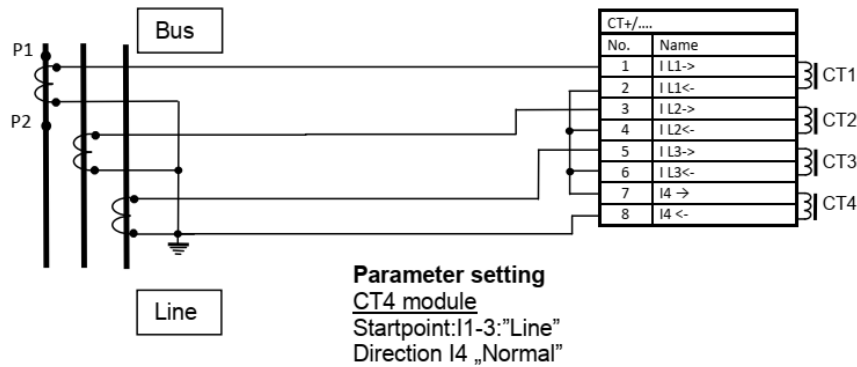 Bus
P1
P2
Line
CT+/....
No. Name
1 I L1->
2 I L1<-
3 I L2->
4 I L2<-
5 I L3->
6 I L3<-
7 I4 →
8 I4 <-
CT1
CT2
CT3
CT4
Parameter setting
CT4 module
Startpoint:I1-3:”Line”
Direction I4 „Normal”